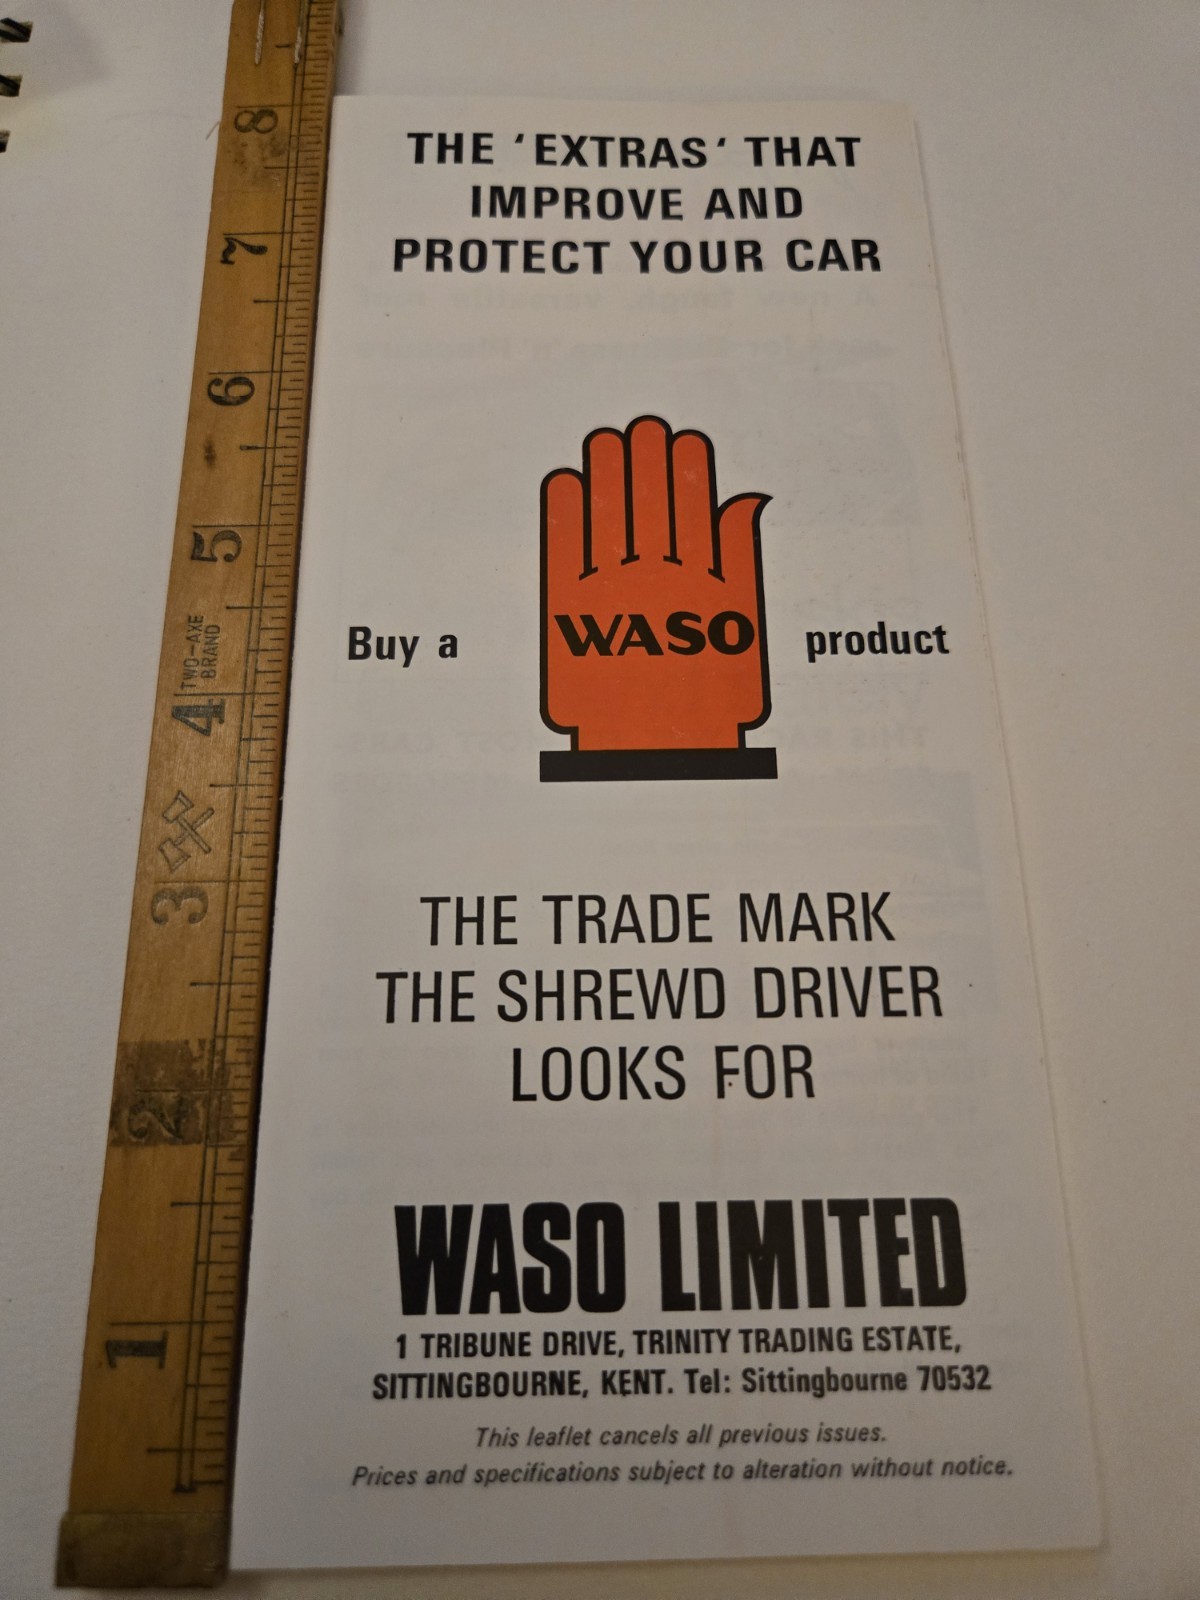 THE ‘EXTRAS‘ THAT
IMPROVE AND
PROTECT YOUR CAR
Buy a WASO product
THE TRADE MARK
THE SHREWD DRIVER
LOOKS FOR
WASO LIMITED
1 TRIBUNE DRIVE, TRINITY TRADING ESTATE,
SITTINGBOURNE, KENT. Tel: Sittingbourne 70532
This leaflet cancels all previous issues.
Prices and specifications subject to alteration without notice.
8
7
6
5
TWO-AXE
BRAND
4
3
2
1